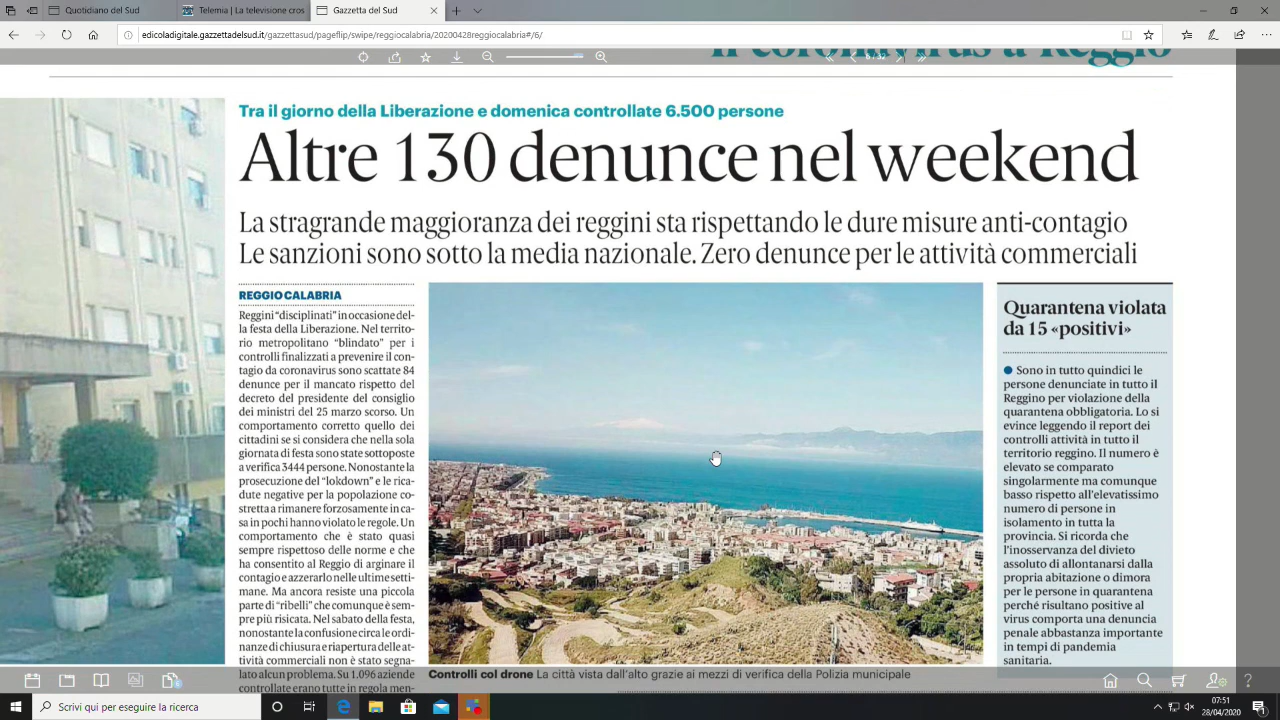 Quotidiano del Sud
Telemia | La Televisione cros
Gazzetta del Sud
edicoladigitale.gazzettadelsud.it/gazzettasud/pageflip/swipe/reggiocalabria/20200428reggiocalabria#/6/
il coronavirus a Reggio
Tra il giorno della Liberazione e domenica controllate 6.500 persone
Altre 130 denunce nel weekend
La stragrande maggioranza dei reggini sta rispettando le dure misure anti-contagio
Le sanzioni sono sotto la media nazionale. Zero denunce per le attività commerciali
REGGIO CALABRIA
Reggini “disciplinati” in occasione del-
la festa della Liberazione. Nel territo-
rio metropolitano “blindato” per i
controlli finalizzati a prevenire il con-
tagio da coronavirus sono scattate 84
denunce per il mancato rispetto del
decreto del presidente del consiglio
dei ministri del 25 marzo scorso. Un
comportamento corretto quello dei
cittadini se si considera che nella sola
giornata di festa sono state sottoposte
a verifica 3444 persone. Nonostante la
prosecuzione del “lokdown” e le rica-
dute negative per la popolazione co-
stretta a rimanere forzosamente in ca-
sa in pochi hanno violato le regole. Un
comportamento che è stato quasi
sempre rispettoso delle norme e che
ha consentito al Reggio di arginare il
contagio e azzerarlo nelle ultime setti-
mane. Ma ancora resiste una piccola
parte di “ribelli” che comunque è sem-
pre più risicata. Nel sabato della festa,
nonostante la confusione circa le ordi-
nanze di chiusura e riapertura delle at-
tività commerciali non è stato segna-
lato alcun problema. Su 1.096 aziende
controllate erano tutte in regola men-
Controlli col drone La città vista dall'alto grazie ai mezzi di verifica della Polizia municipale
Quarantena violata
da 15 «positivi»
● Sono in tutto quindici le
persone denunciate in tutto il
Reggino per violazione della
quarantena obbligatoria. Lo si
evince leggendo il report dei
controlli attività in tutto il
territorio reggino. Il numero è
elevato se comparato
singolarmente ma comunque
basso rispetto all'elevatissimo
numero di persone in
isolamento in tutta la
provincia. Si ricorda che
l'inosservanza del divieto
assoluto di allontanarsi dalla
propria abitazione o dimora
per le persone in quarantena
perché risultano positive al
virus comporta una denuncia
penale abbastanza importante
in tempi di pandemia
sanitaria.
Scrivi qui per eseguire la ricerca
07:51
28/04/2020